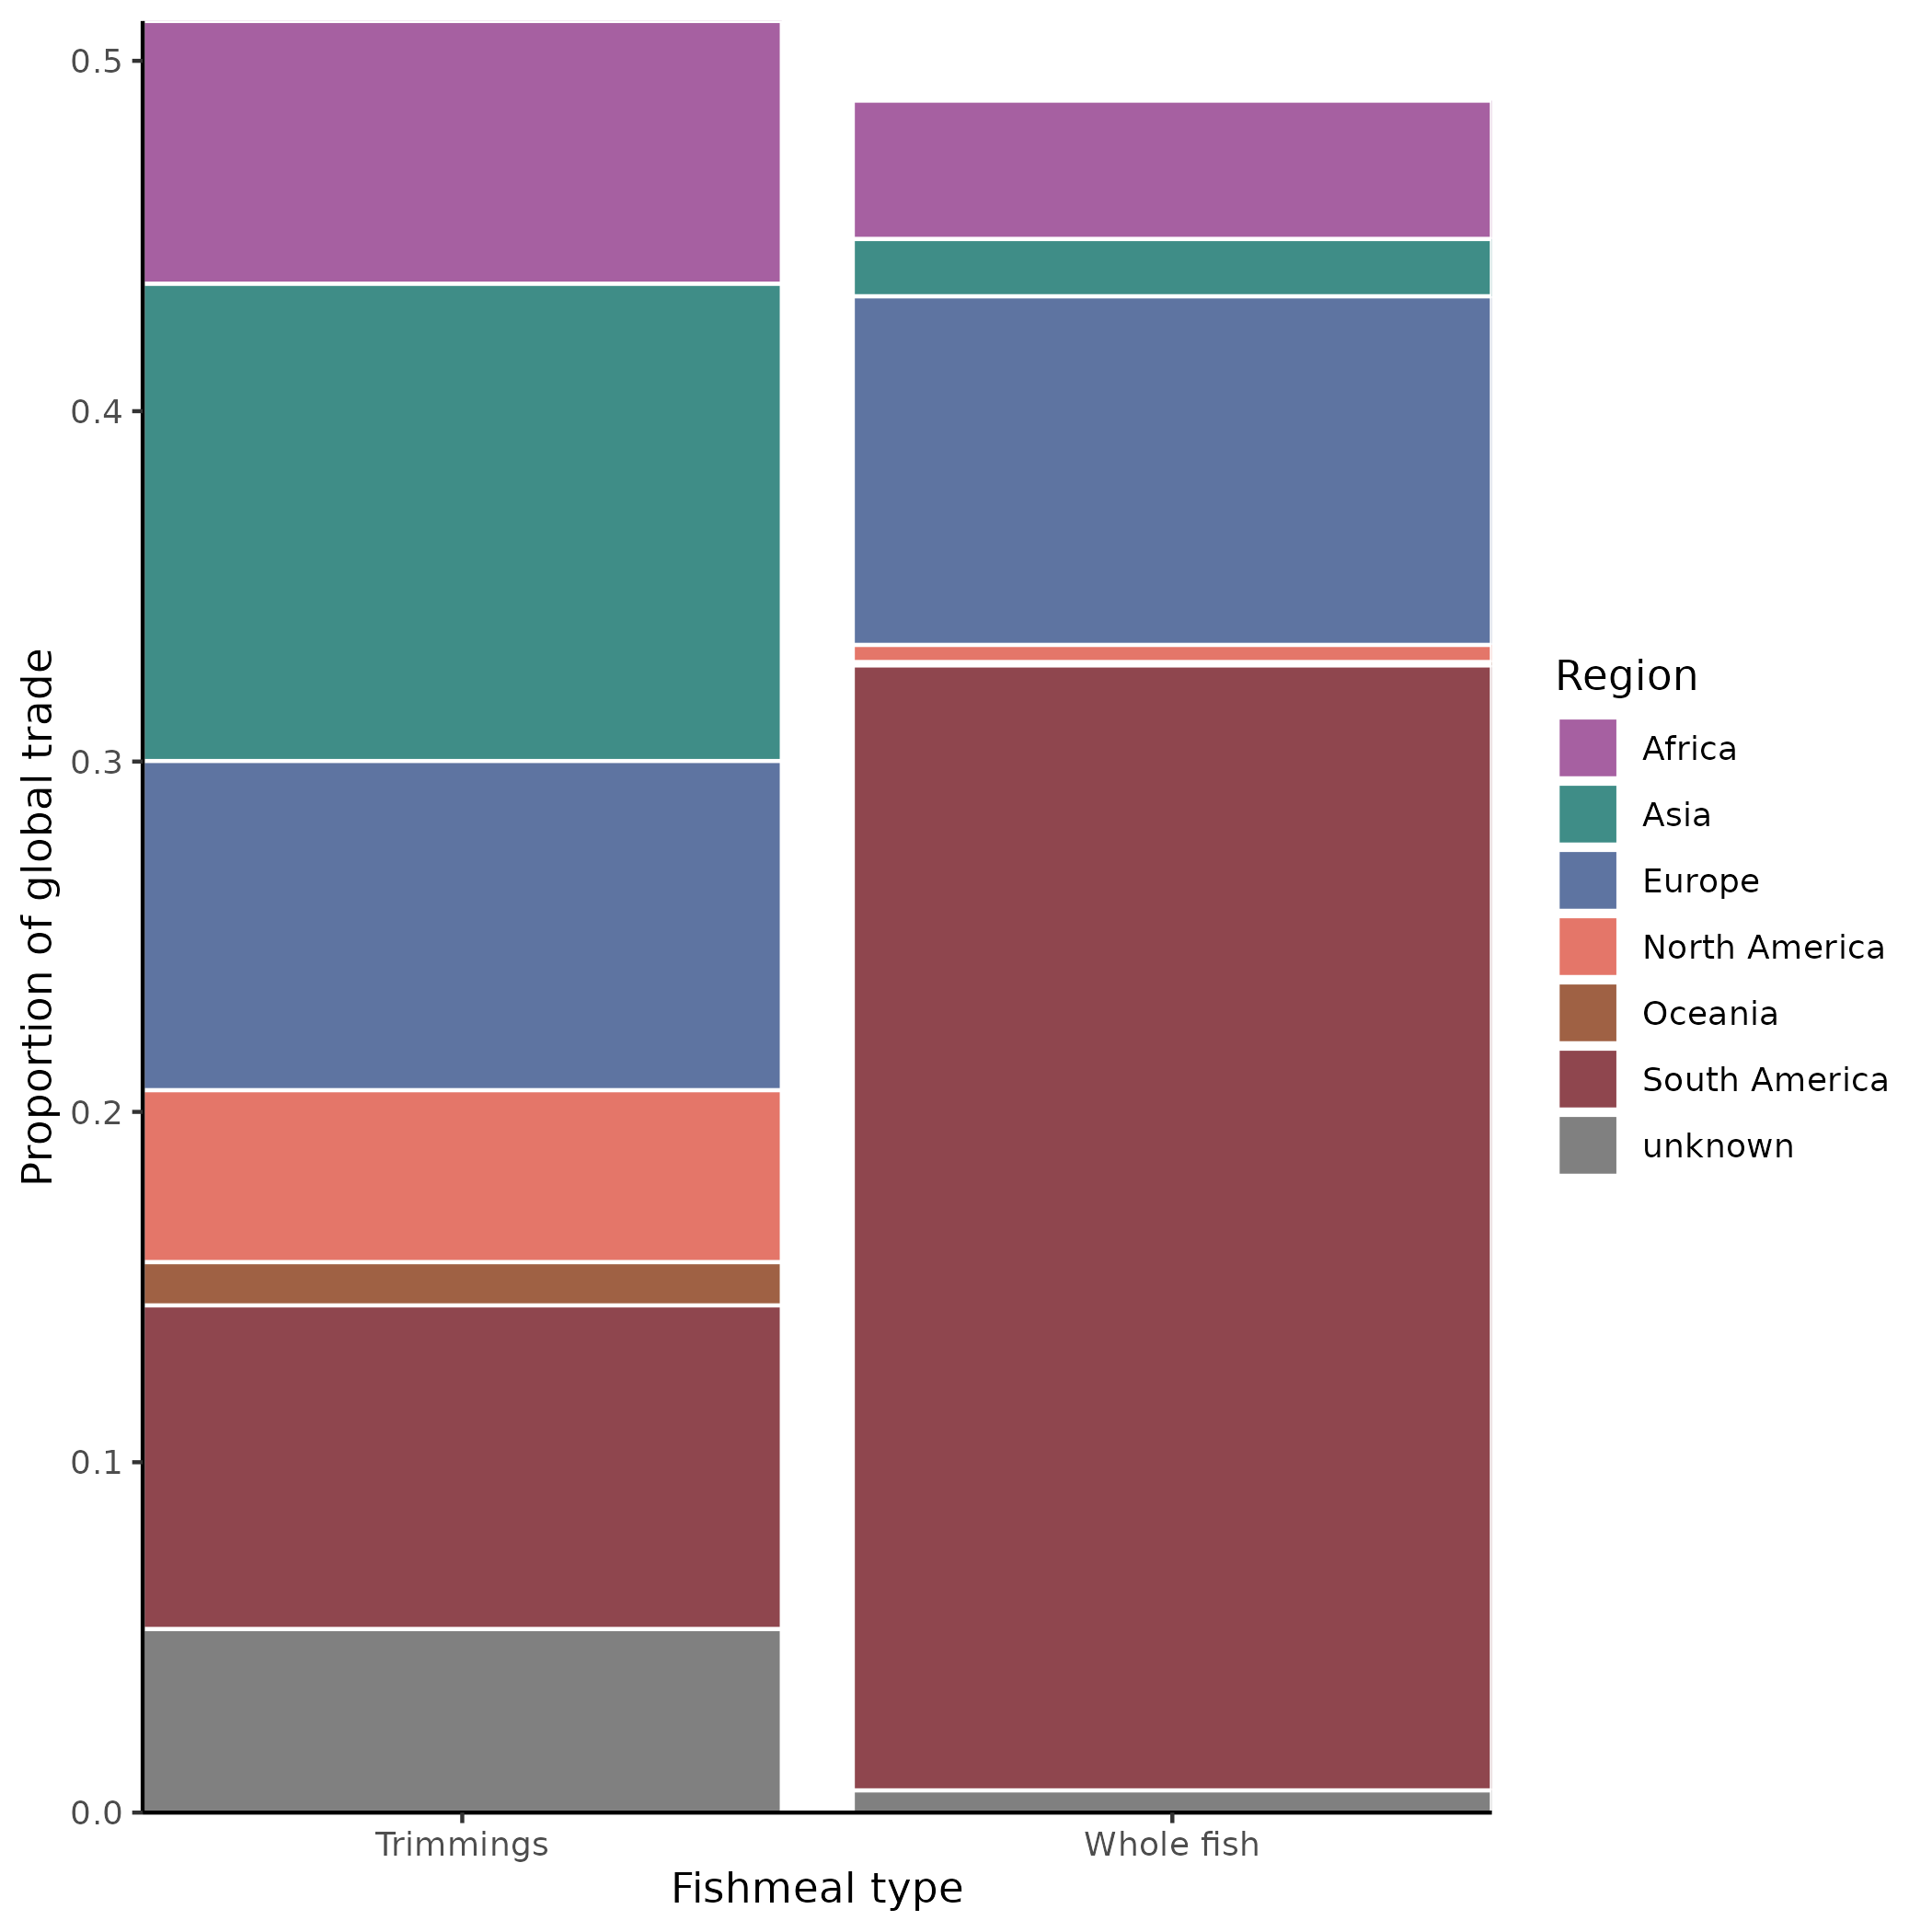 0.5
0.4
0.3
0.2
0.1
0.0
Proportion of global trade
Trimmings
Whole fish
Fishmeal type
Region
Africa
Asia
Europe
North America
Oceania
South America
unknown